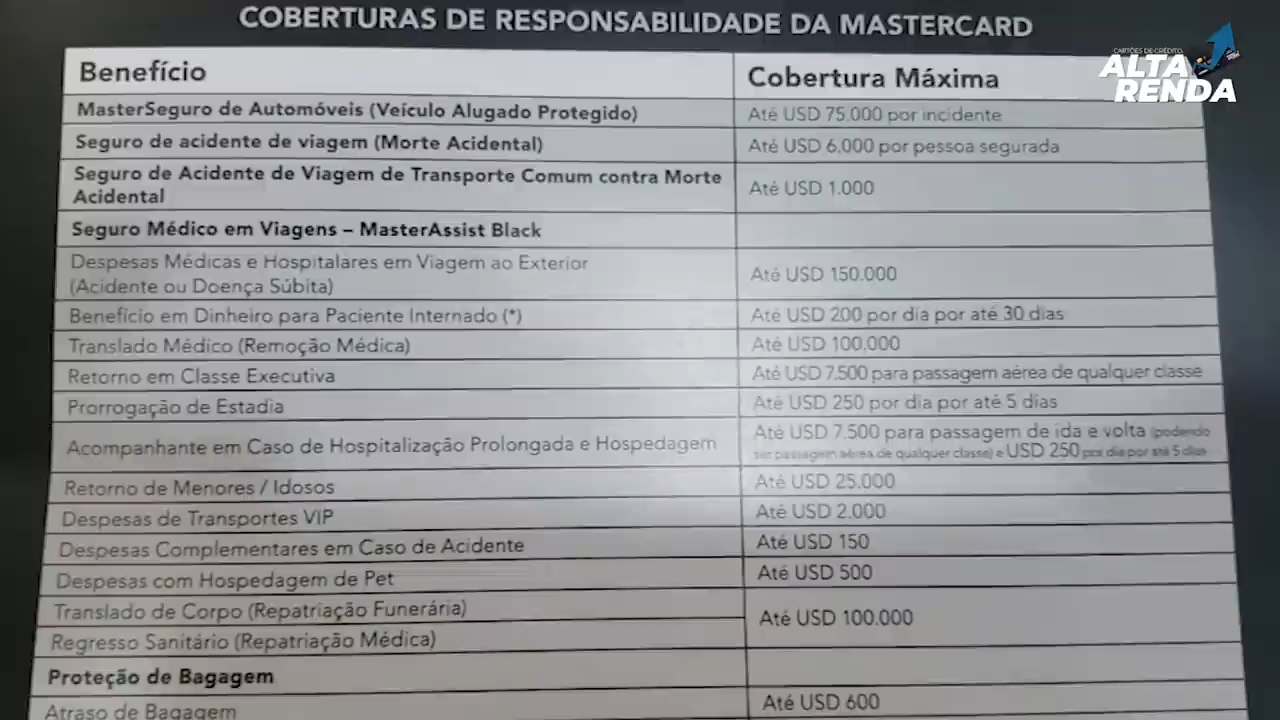 COBERTURAS DE RESPONSABILIDADE DA MASTERCARD
CARTÕES DE CRÉDITO
ALTA
RENDA
Benefício
Cobertura Máxima
MasterSeguro de Automóveis (Veículo Alugado Protegido)
Até USD 75.000 por incidente
Seguro de acidente de viagem (Morte Acidental)
Até USD 6.000 por pessoa segurada
Seguro de Acidente de Viagem de Transporte Comum contra Morte
Acidental
Até USD 1.000
Seguro Médico em Viagens – MasterAssist Black
Despesas Médicas e Hospitalares em Viagem ao Exterior
(Acidente ou Doença Súbita)
Até USD 150.000
Benefício em Dinheiro para Paciente Internado (*)
Até USD 200 por dia por até 30 dias
Translado Médico (Remoção Médica)
Até USD 100.000
Retorno em Classe Executiva
Até USD 7.500 para passagem aérea de qualquer classe
Prorrogação de Estadia
Até USD 250 por dia por até 5 dias
Acompanhante em Caso de Hospitalização Prolongada e Hospedagem
Até USD 7.500 para passagem de ida e volta (podendo
ser passagem aérea de qualquer classe) e USD 250 por dia por até 5 dias
Retorno de Menores / Idosos
Até USD 25.000
Despesas de Transportes VIP
Até USD 2.000
Despesas Complementares em Caso de Acidente
Até USD 150
Despesas com Hospedagem de Pet
Até USD 500
Translado de Corpo (Repatriação Funerária)
Até USD 100.000
Regresso Sanitário (Repatriação Médica)
Proteção de Bagagem
Atraso de Bagagem
Até USD 600